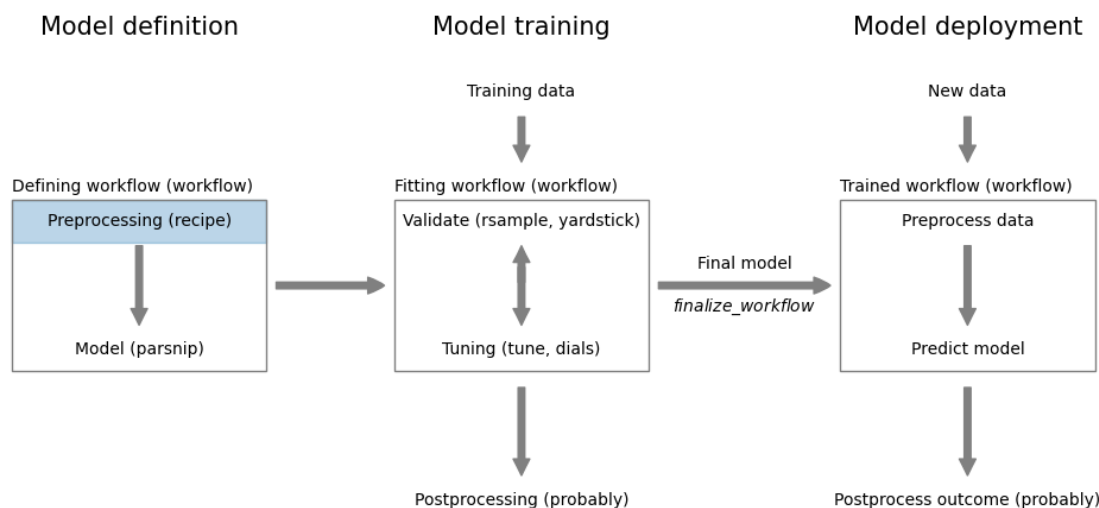 Model definition
Model training
Model deployment
Training data
New data
Defining workflow (workflow)
Fitting workflow (workflow)
Trained workflow (workflow)
Preprocessing (recipe)
Validate (rsample, yardstick)
Preprocess data
Final model
finalize_workflow
Model (parsnip)
Tuning (tune, dials)
Predict model
Postprocessing (probably)
Postprocess outcome (probably)